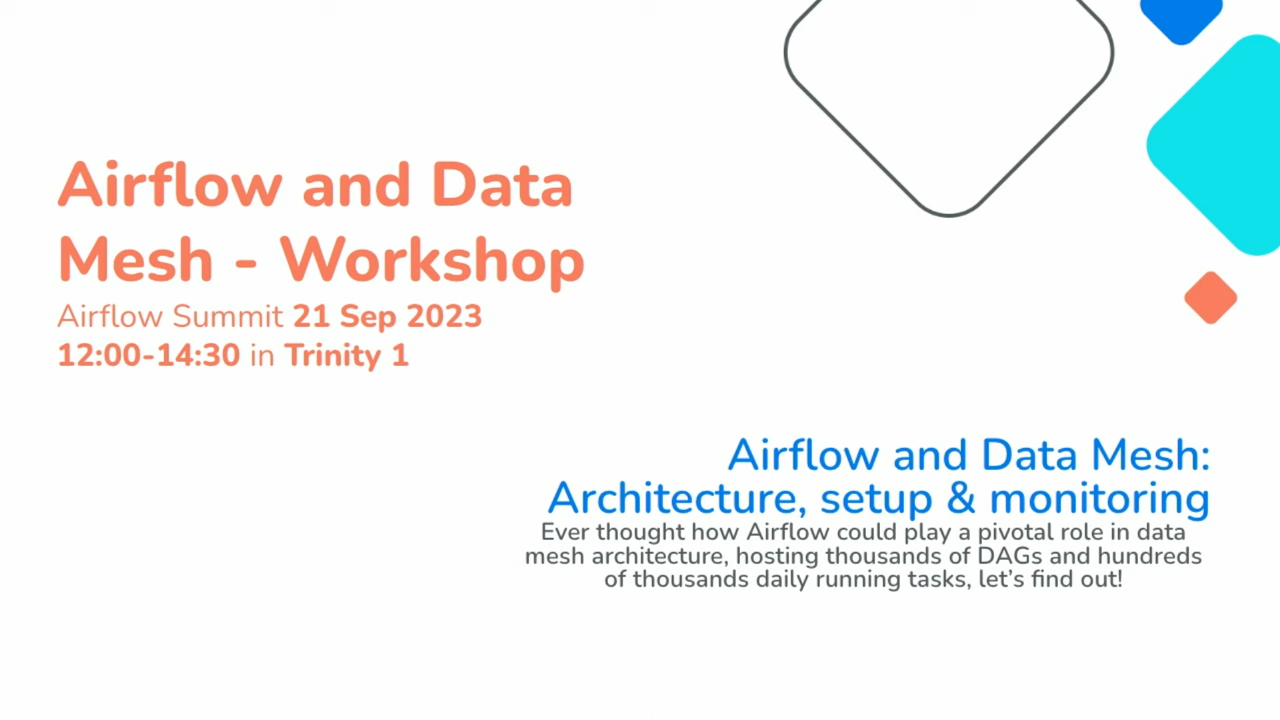 Airflow and Data
Mesh - Workshop
Airflow Summit 21 Sep 2023
12:00-14:30 in Trinity 1
Airflow and Data Mesh:
Architecture, setup & monitoring
Ever thought how Airflow could play a pivotal role in data
mesh architecture, hosting thousands of DAGs and hundreds
of thousands daily running tasks, let’s find out!